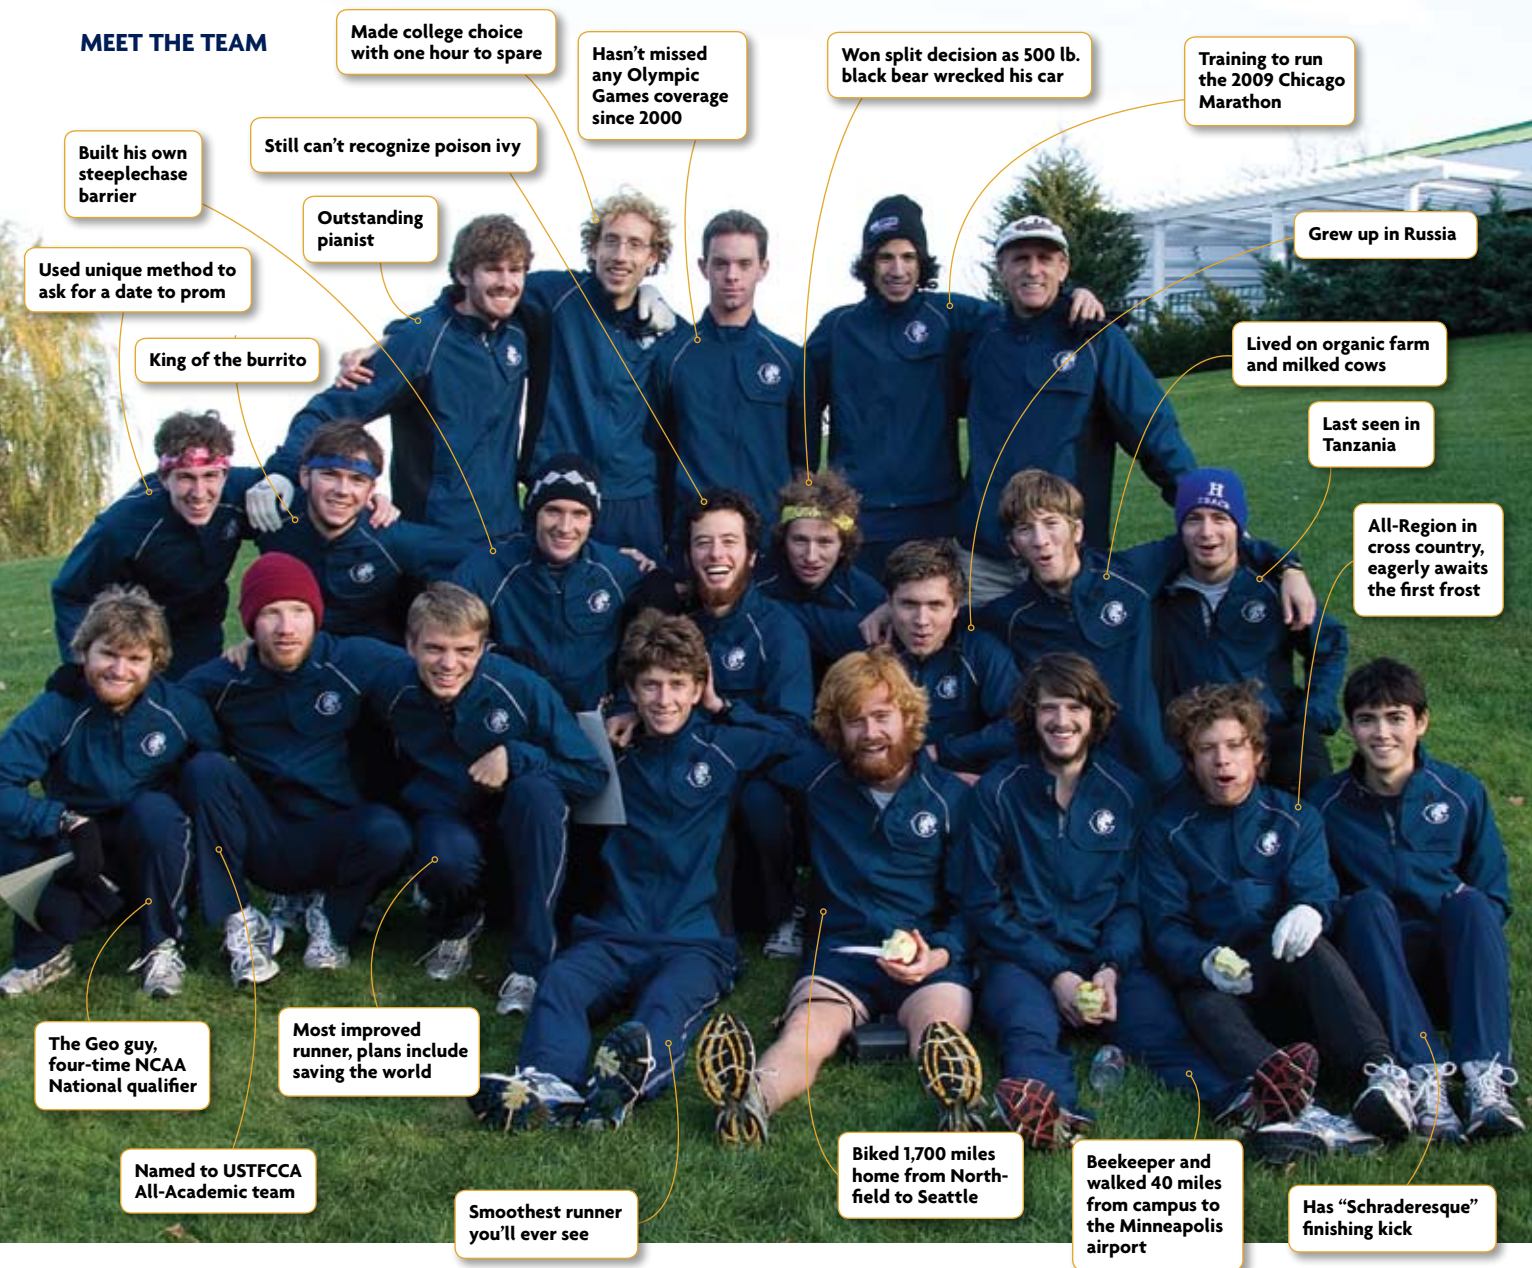 MEET THE TEAM
Made college choice
with one hour to spare
Hasn't missed
any Olympic
Games coverage
since 2000
Won split decision as 500 lb.
black bear wrecked his car
Training to run
the 2009 Chicago
Marathon
Built his own
steeplechase
barrier
Still can't recognize poison ivy
Outstanding
pianist
Grew up in Russia
Used unique method to
ask for a date to prom
King of the burrito
Lived on organic farm
and milked cows
Last seen in
Tanzania
H
TRACK
All-Region in
cross country,
eagerly awaits
the first frost
The Geo guy,
four-time NCAA
National qualifier
Most improved
runner, plans include
saving the world
Named to USTFCCA
All-Academic team
Smoothest runner
you'll ever see
Biked 1,700 miles
home from North-
field to Seattle
Beekeeper and
walked 40 miles
from campus to
the Minneapolis
airport
Has “Schraderesque”
finishing kick